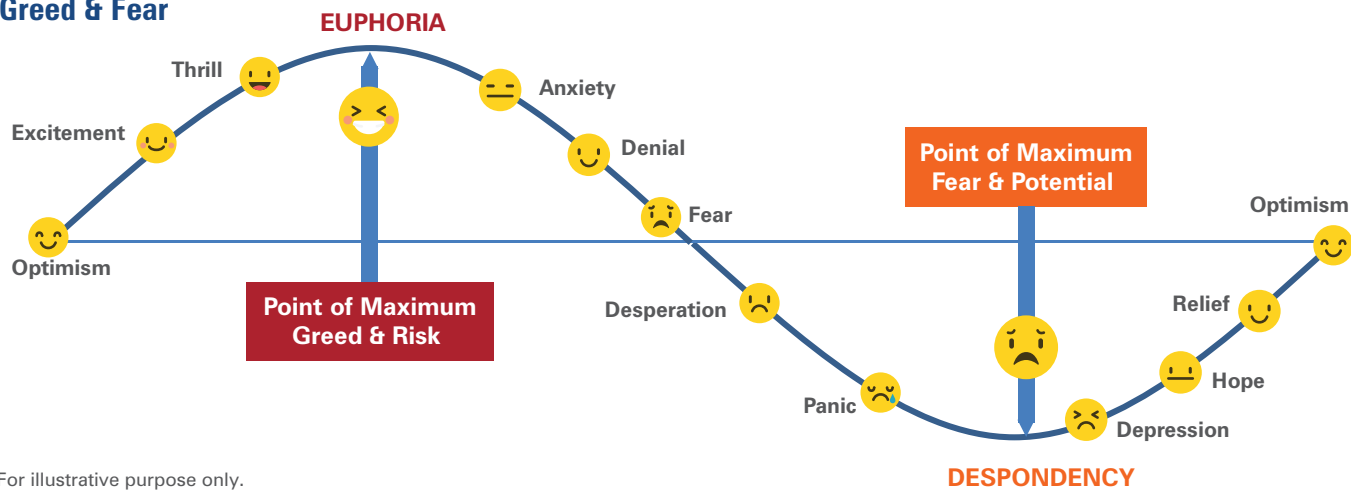 Greed & Fear
EUPHORIA
Thrill
Anxiety
Excitement
Denial
Point of Maximum
Fear & Potential
Optimism
Fear
Optimism
Point of Maximum
Greed & Risk
Desperation
Relief
Hope
Panic
Depression
For illustrative purpose only.
DESPONDENCY